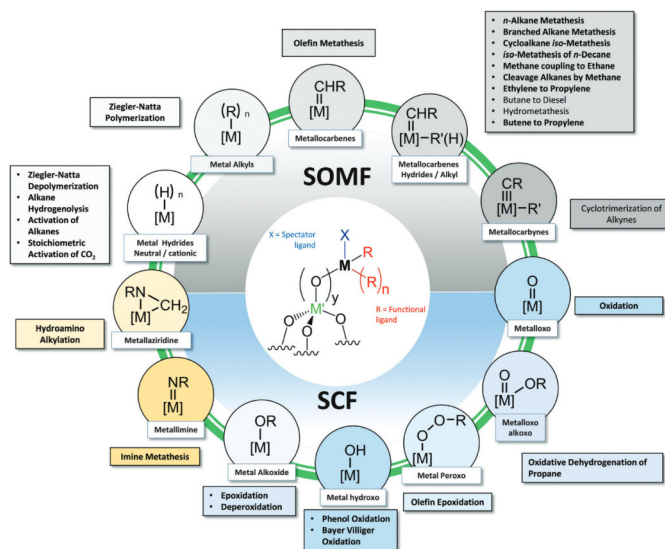 Olefin Metathesis
n-Alkane Metathesis
Branched Alkane Metathesis
Cycloalkane iso-Metathesis
iso-Metathesis of n-Decane
Methane coupling to Ethane
Cleavage Alkanes by Methane
Ethylene to Propylene
Butane to Diesel
Hydrometathesis
Butene to Propylene
Ziegler-Natta
Polymerization
(R) n
[M]
Metal Alkyls
CHR
[M]
Metallocarbenes
CHR
[M]-R'(H)
Metallocarbenes
Hydrides / Alkyl
SOMF
Ziegler-Natta
Depolymerization
Alkane
Hydrogenolysis
Activation of
Alkanes
Stoichiometric
Activation of CO2
(H) n
[M]
Metal Hydrides
Neutral / cationic
CR
[M]-R'
Metallocarbynes
Cyclotrimerization of
Alkynes
X = Spectator
ligand
X
M
R
(R)n
O
y
M'
O
O
O
R = Functional
ligand
Hydroamino
Alkylation
RN
CH2
[M]
Metallaziridine
O
[M]
Metalloxo
Oxidation
NR
[M]
Metallimine
Imine Metathesis
SCF
O
OR
[M]
Metalloxo
alkoxo
Oxidative Dehydrogenation of
Propane
OR
[M]
Metal Alkoxide
Epoxidation
Deperoxidation
OH
[M]
Metal hydroxo
Phenol Oxidation
Bayer Villiger
Oxidation
O-R
O
[M]
Metal Peroxo
Olefin Epoxidation